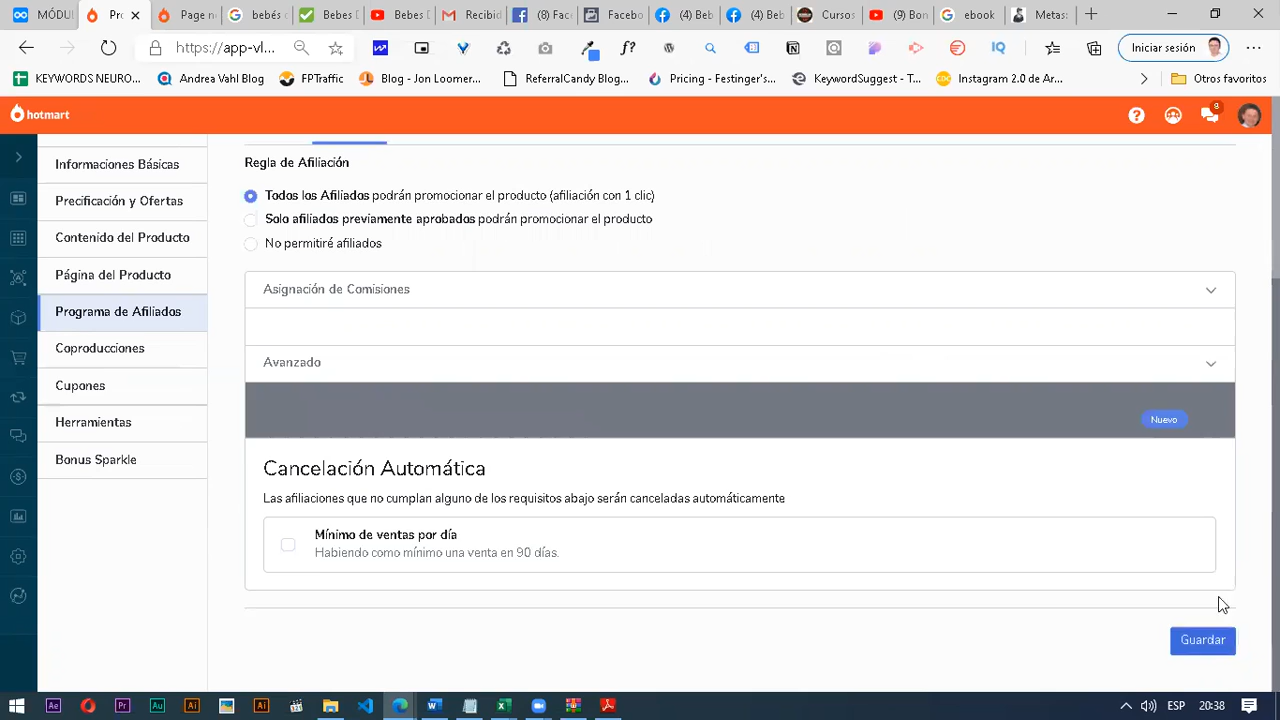 MÓDUL
Pro
Page no
bebés c
Bebes D
Bebes D
Recibid
(3) Fac
Facebo
(4) Beb
(4) Beb
Cursos
(9) Bon
ebook
Metas
https://app-vl...
Iniciar sesión
KEYWORDS NEURO...
Andrea Vahl Blog
FPTraffic
Blog - Jon Loomer...
ReferralCandy Blog...
Pricing - Festinger's...
KeywordSuggest - T...
Instagram 2.0 de Ar...
Otros favoritos
hotmart
8
Informaciones Básicas
Precificación y Ofertas
Contenido del Producto
Página del Producto
Programa de Afiliados
Coproducciones
Cupones
Herramientas
Bonus Sparkle
Regla de Afiliación
Todos los Afiliados podrán promocionar el producto (afiliación con 1 clic)
Solo afiliados previamente aprobados podrán promocionar el producto
No permitiré afiliados
Asignación de Comisiones
Avanzado
Nuevo
Cancelación Automática
Las afiliaciones que no cumplan alguno de los requisitos abajo serán canceladas automáticamente
Mínimo de ventas por día
Habiendo como mínimo una venta en 90 días.
Guardar
ESP
20:38